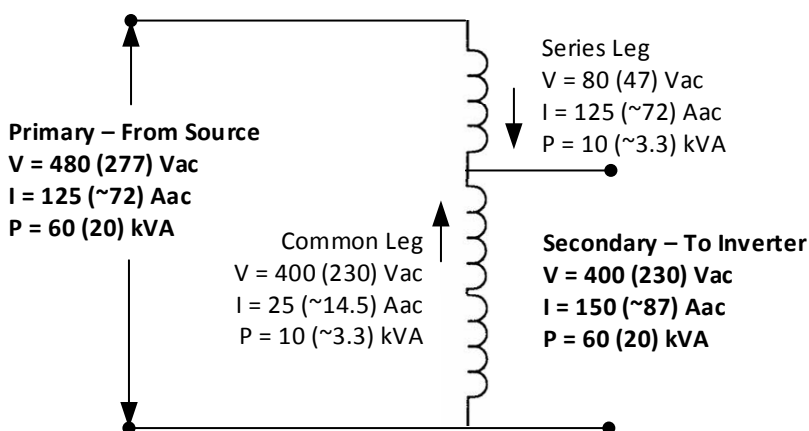 Series Leg
V = 80 (47) Vac
I = 125 (~72) Aac
P = 10 (~3.3) kVA
Primary – From Source
V = 480 (277) Vac
I = 125 (~72) Aac
P = 60 (20) kVA
Common Leg
V = 400 (230) Vac
I = 25 (~14.5) Aac
P = 10 (~3.3) kVA
Secondary – To Inverter
V = 400 (230) Vac
I = 150 (~87) Aac
P = 60 (20) kVA